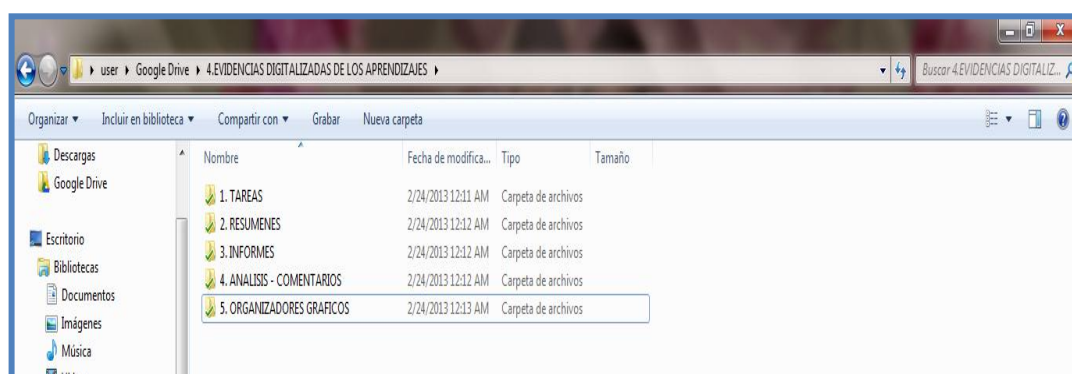 user ▸ Google Drive ▸ 4.EVIDENCIAS DIGITALIZADAS DE LOS APRENDIZAJES ▸
Buscar 4.EVIDENCIAS DIGITALIZ...
Organizar Incluir en biblioteca Compartir con Grabar Nueva carpeta
Descargas
Google Drive
Escritorio
Bibliotecas
Documentos
Imágenes
Música
Nombre Fecha de modifica... Tipo Tamaño
1. TAREAS 2/24/2013 12:11 AM Carpeta de archivos
2. RESUMENES 2/24/2013 12:12 AM Carpeta de archivos
3. INFORMES 2/24/2013 12:12 AM Carpeta de archivos
4. ANALISIS - COMENTARIOS 2/24/2013 12:12 AM Carpeta de archivos
5. ORGANIZADORES GRAFICOS 2/24/2013 12:13 AM Carpeta de archivos